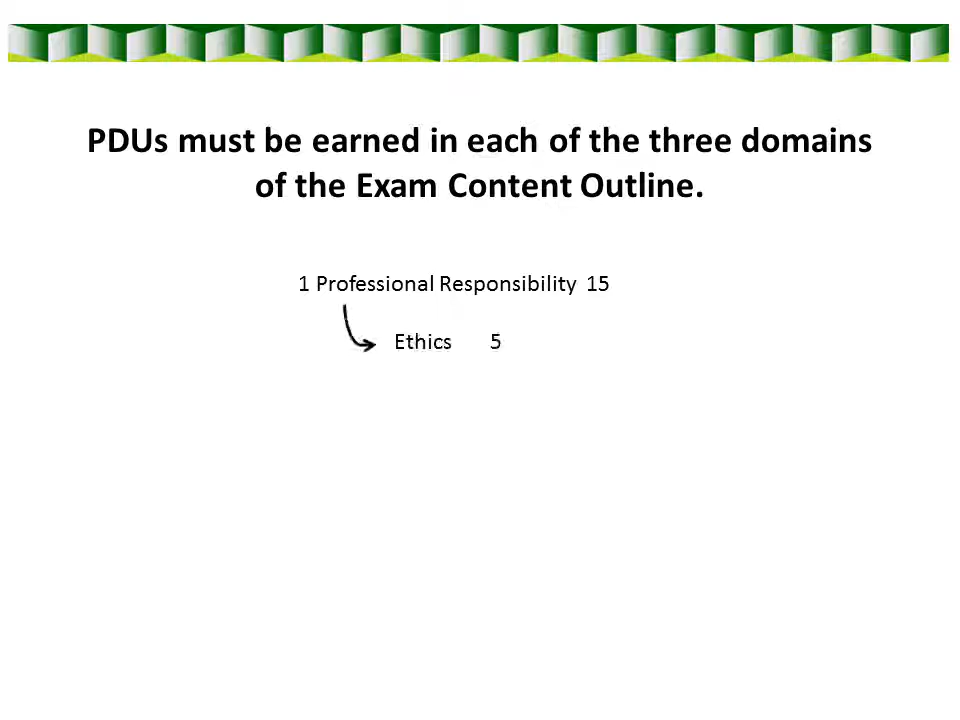 PDUs must be earned in each of the three domains
of the Exam Content Outline.
1 Professional Responsibility 15
Ethics 5